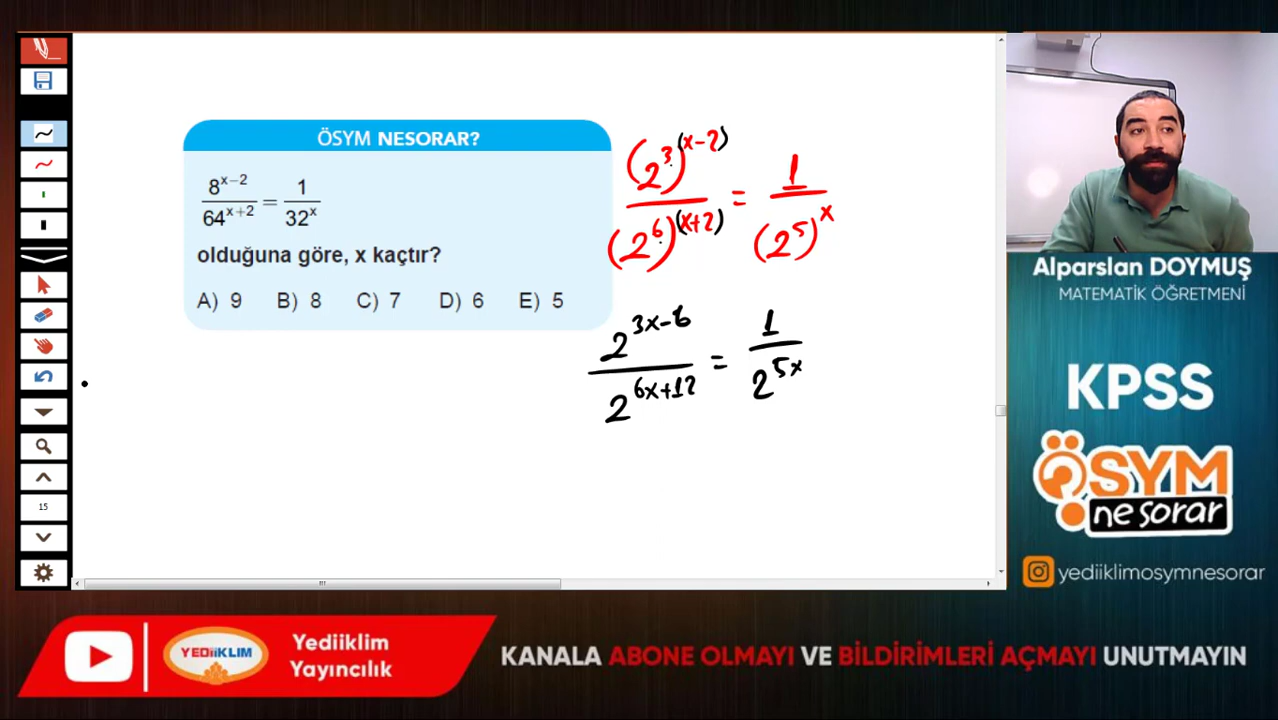 ÖSYM NESORAR?
8^(x–2) / 64^(x+2) = 1 / 32^x
olduğuna göre, x kaçtır?
A) 9 B) 8 C) 7 D) 6 E) 5
(2^3)^(x-2) / (2^6)^(x+2) = 1 / (2^5)^x
2^(3x-6) / 2^(6x+12) = 1 / 2^(5x)
15
Alparslan DOYMUŞ
MATEMATİK ÖĞRETMENİ
KPSS
ÖSYM
ne sorar
yediiklimosymnesorar
YEDİİKLİM
Yediiklim
Yayıncılık
KANALA ABONE OLMAYI VE BİLDİRİMLERİ AÇMAYI UNUTMAYIN